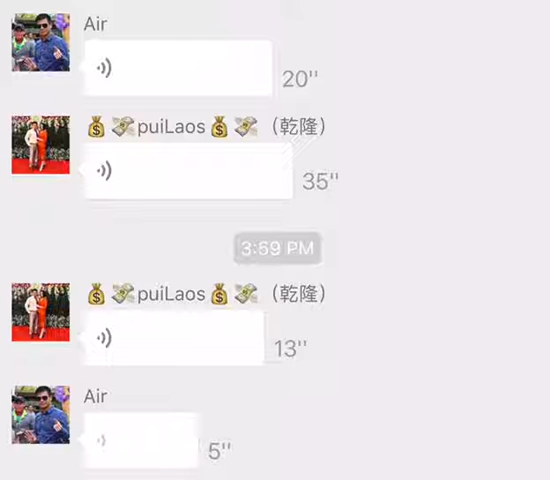 Air
20"
💰💸puiLaos💰💸（乾隆）
35"
3:59 PM
💰💸puiLaos💰💸（乾隆）
13"
Air
5"